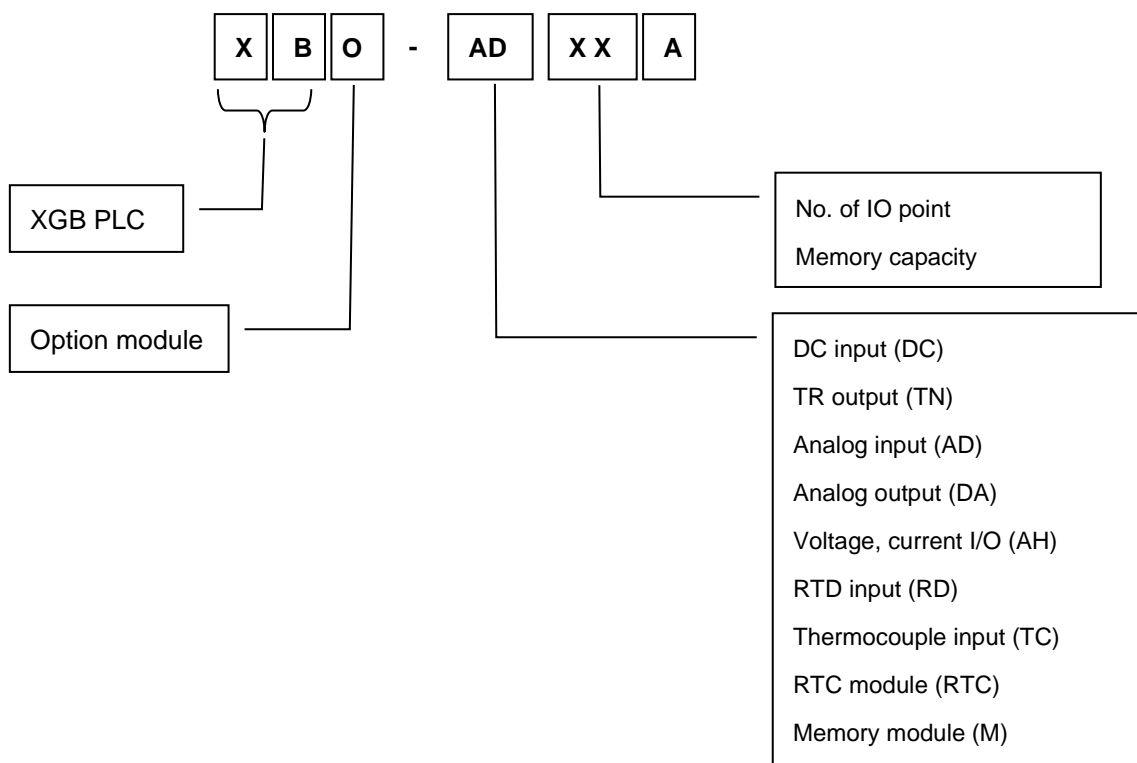 X B O - AD X X A
XGB PLC
Option module
No. of IO point
Memory capacity
DC input (DC)
TR output (TN)
Analog input (AD)
Analog output (DA)
Voltage, current I/O (AH)
RTD input (RD)
Thermocouple input (TC)
RTC module (RTC)
Memory module (M)